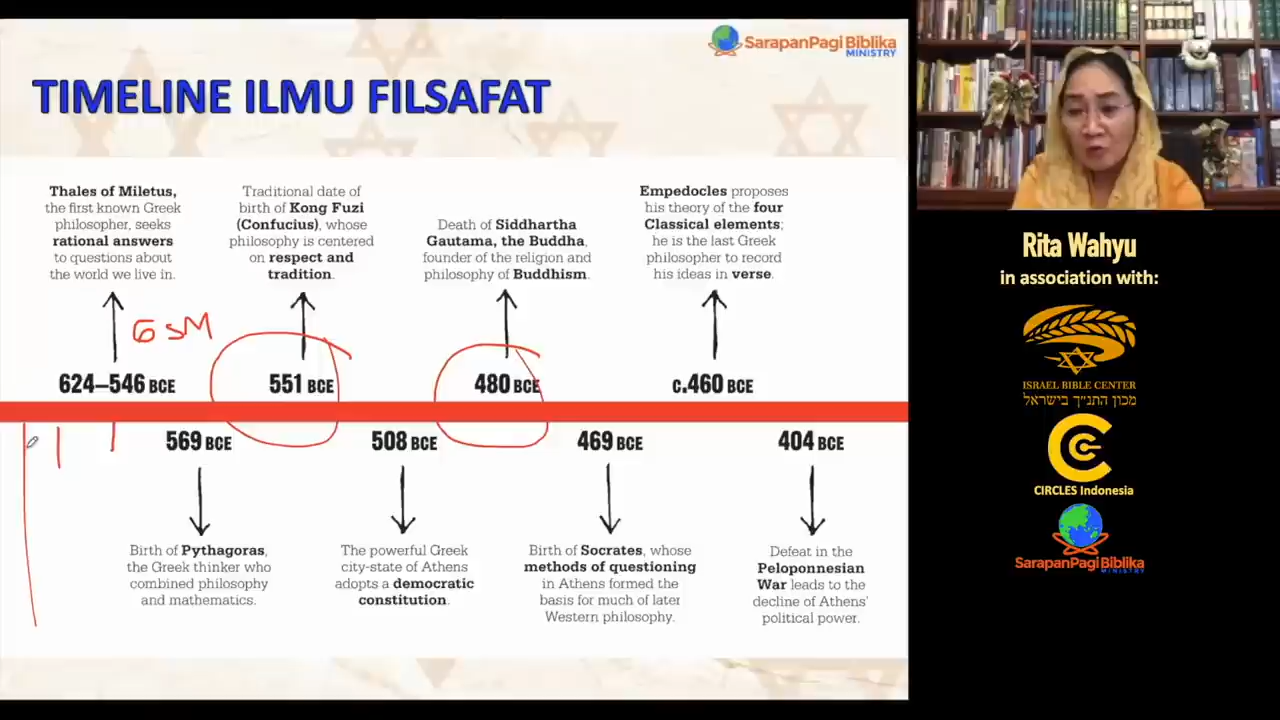 SarapanPagi Biblika
MINISTRY
TIMELINE ILMU FILSAFAT
Thales of Miletus,
the first known Greek
philosopher, seeks
rational answers
to questions about
the world we live in.
Traditional date of
birth of Kong Fuzi
(Confucius), whose
philosophy is centered
on respect and
tradition.
Death of Siddhartha
Gautama, the Buddha,
founder of the religion and
philosophy of Buddhism.
Empedocles proposes
his theory of the four
Classical elements;
he is the last Greek
philosopher to record
his ideas in verse.
6 SM
624–546 BCE
551 BCE
480 BCE
c.460 BCE
569 BCE
508 BCE
469 BCE
404 BCE
Birth of Pythagoras,
the Greek thinker who
combined philosophy
and mathematics.
The powerful Greek
city-state of Athens
adopts a democratic
constitution.
Birth of Socrates, whose
methods of questioning
in Athens formed the
basis for much of later
Western philosophy.
Defeat in the
Peloponnesian
War leads to the
decline of Athens'
political power.
Rita Wahyu
in association with:
ISRAEL BIBLE CENTER
מכון התנ״ך בישראל
CIRCLES Indonesia
SarapanPagi Biblika
MINISTRY